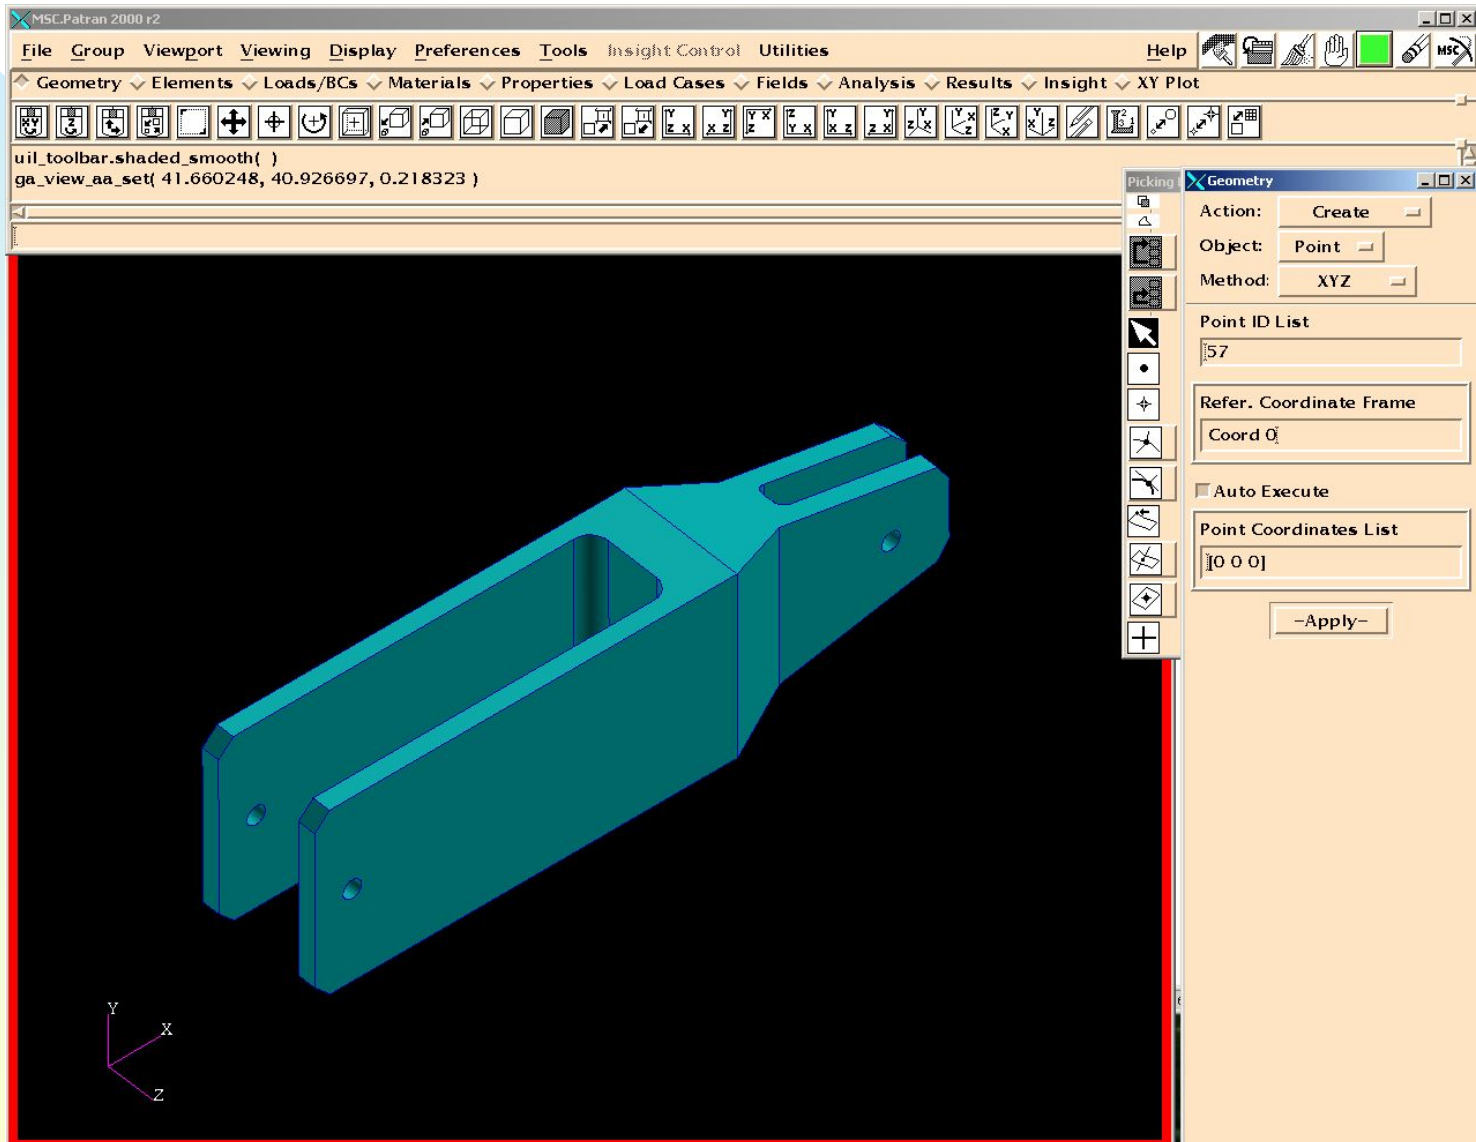 MSC.Patran 2000 r2
File Group Viewport Viewing Display Preferences Tools Insight Control Utilities Help
MSC
Geometry Elements Loads/BCs Materials Properties Load Cases Fields Analysis Results Insight XY Plot
uil_toolbar.shaded_smooth( )
ga_view_aa_set( 41.660248, 40.926697, 0.218323 )
Picking
Geometry
Action: Create
Object: Point
Method: XYZ
Point ID List
57
Refer. Coordinate Frame
Coord 0
Auto Execute
Point Coordinates List
[0 0 0]
-Apply-
Y
X
Z